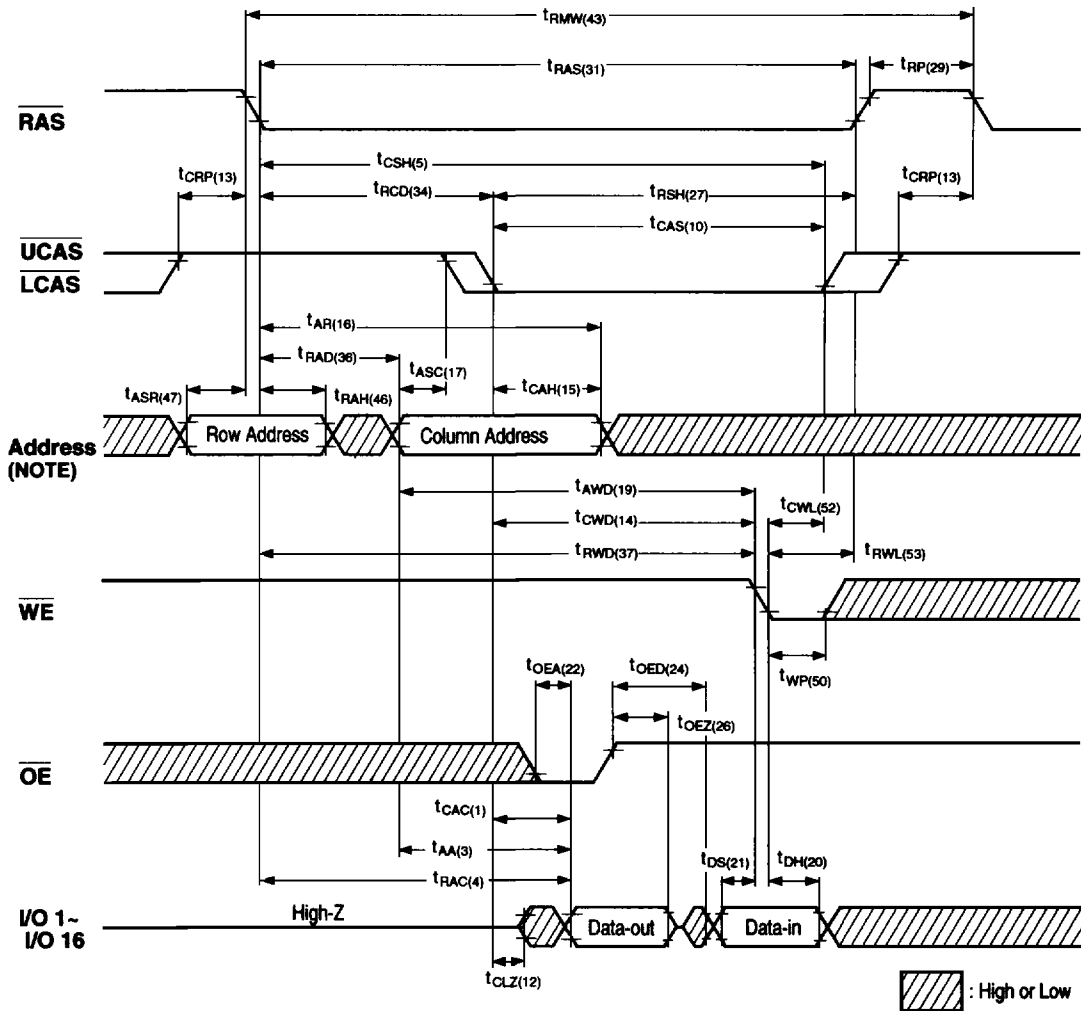 tRMW(43)
tRAS(31)
tRP(29)
RAS
tCSH(5)
tCRP(13)
tRCD(34)
tRSH(27)
tCRP(13)
tCAS(10)
UCAS
LCAS
tAR(16)
tRAD(36)
tASC(17)
tASR(47)
tRAH(46)
tCAH(15)
Row Address
Column Address
Address
(NOTE)
tAWD(19)
tCWL(52)
tCWD(14)
tRWD(37)
tRWL(53)
WE
tOEA(22)
tOED(24)
tWP(50)
tOEZ(26)
OE
tCAC(1)
tAA(3)
tDS(21)
tDH(20)
tRAC(4)
High-Z
I/O 1~
I/O 16
Data-out
Data-in
tCLZ(12)
: High or Low